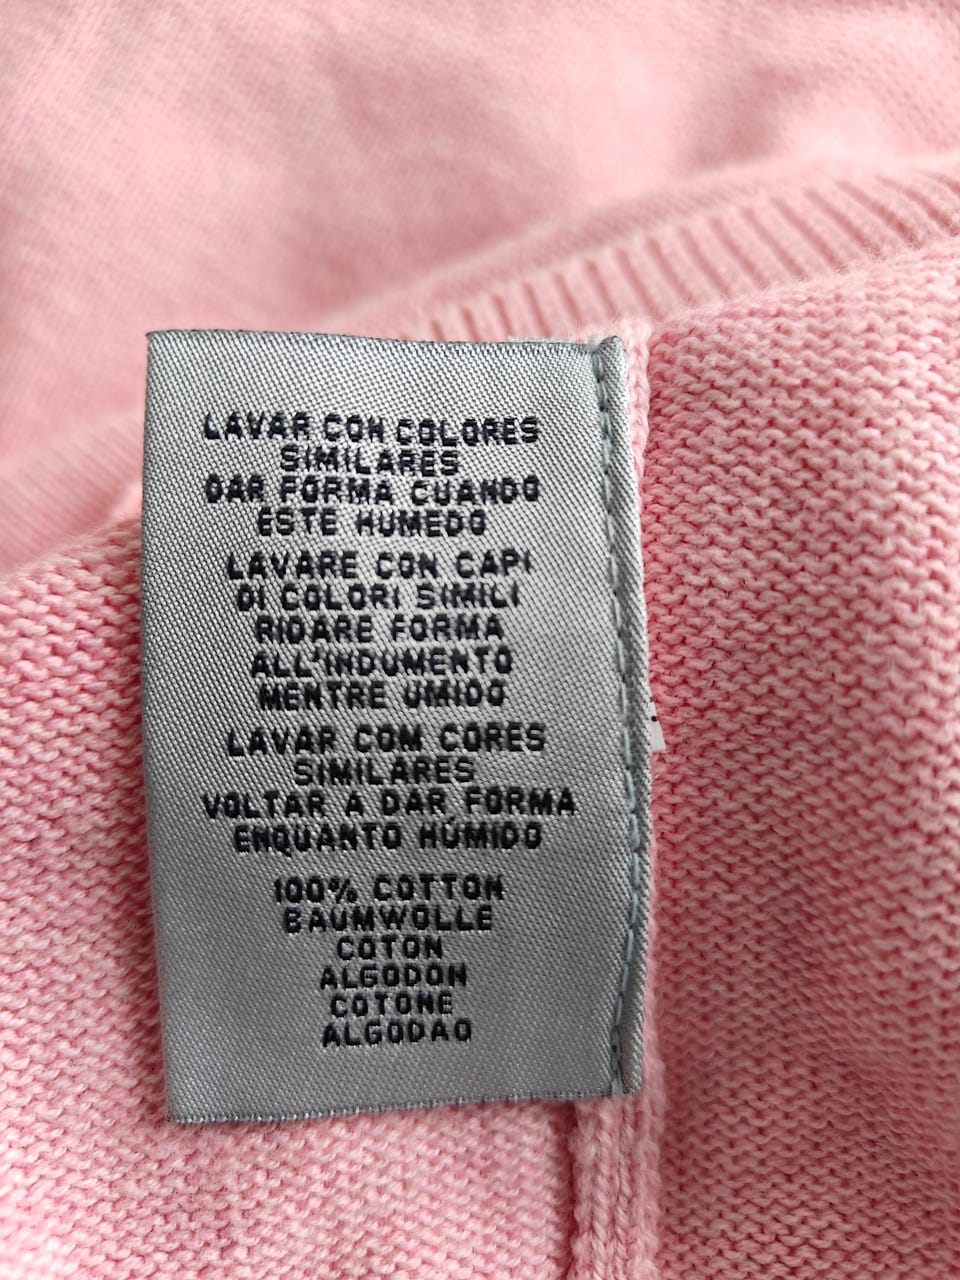 LAVAR CON COLORES
SIMILARES
DAR FORMA CUANDO
ESTE HUMEDO
LAVARE CON CAPI
DI COLORI SIMILI
RIDARE FORMA
ALL'INDUMENTO
MENTRE UMIDO
LAVAR COM CORES
SIMILARES
VOLTAR A DAR FORMA
ENQUANTO HÚMIDO
100% COTTON
BAUMWOLLE
COTON
ALGODON
COTONE
ALGODAO